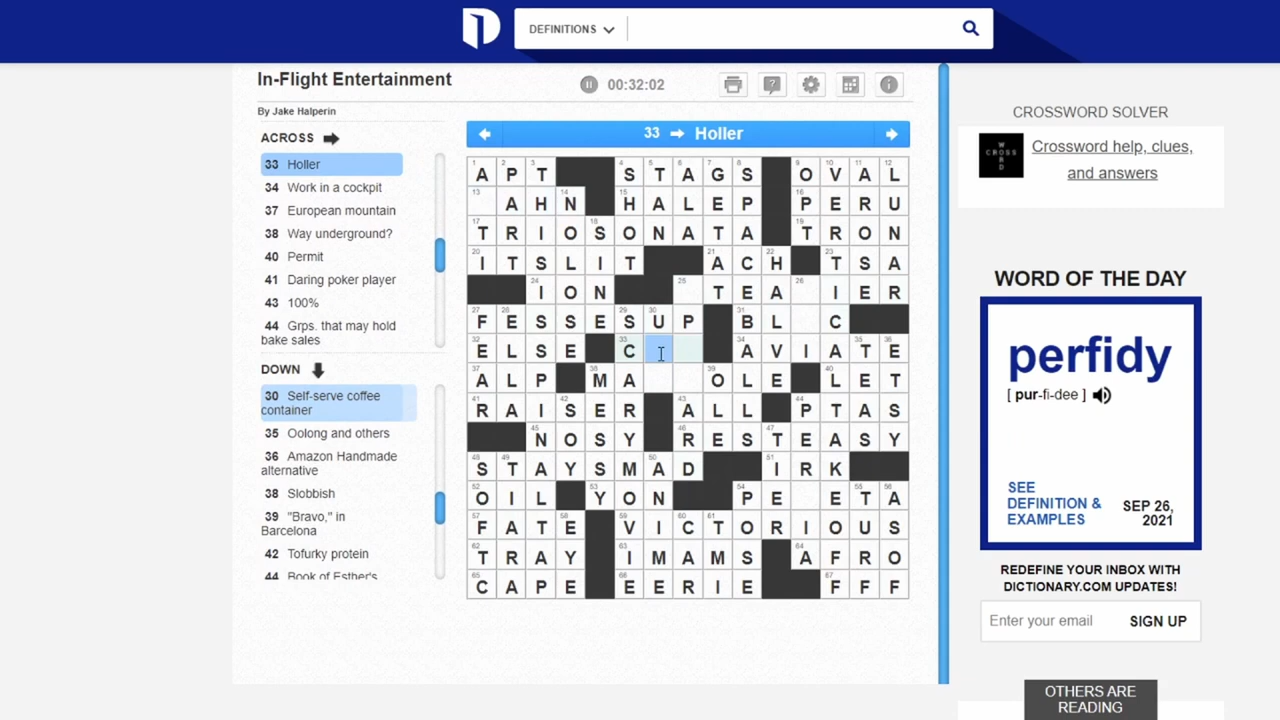 DEFINITIONS
In-Flight Entertainment
00:32:02
By Jake Halperin
ACROSS
33 Holler
34 Work in a cockpit
37 European mountain
38 Way underground?
40 Permit
41 Daring poker player
43 100%
44 Grps. that may hold
bake sales
DOWN
30 Self-serve coffee
container
35 Oolong and others
36 Amazon Handmade
alternative
38 Slobbish
39 "Bravo," in
Barcelona
42 Tofurky protein
44 Book of Esther's
33 Holler
A P T S T A G S O V A L
A H N H A L E P P E R U
T R I O S O N A T A T R O N
I T S L I T A C H T S A
I O N T E A I E R
F E S S E S U P B L C
E L S E C A V I A T E
A L P M A O L E L E T
R A I S E R A L L P T A S
N O S Y R E S T E A S Y
S T A Y S M A D I R K
O I L Y O N P E E T A
F A T E V I C T O R I O U S
T R A Y I M A M S A F R O
C A P E E E R I E F F F
CROSSWORD SOLVER
CROSS
WORD
Crossword help, clues,
and answers
WORD OF THE DAY
perfidy
[ pur-fi-dee ]
SEE
DEFINITION &
EXAMPLES
SEP 26,
2021
REDEFINE YOUR INBOX WITH
DICTIONARY.COM UPDATES!
Enter your email
SIGN UP
OTHERS ARE
READING